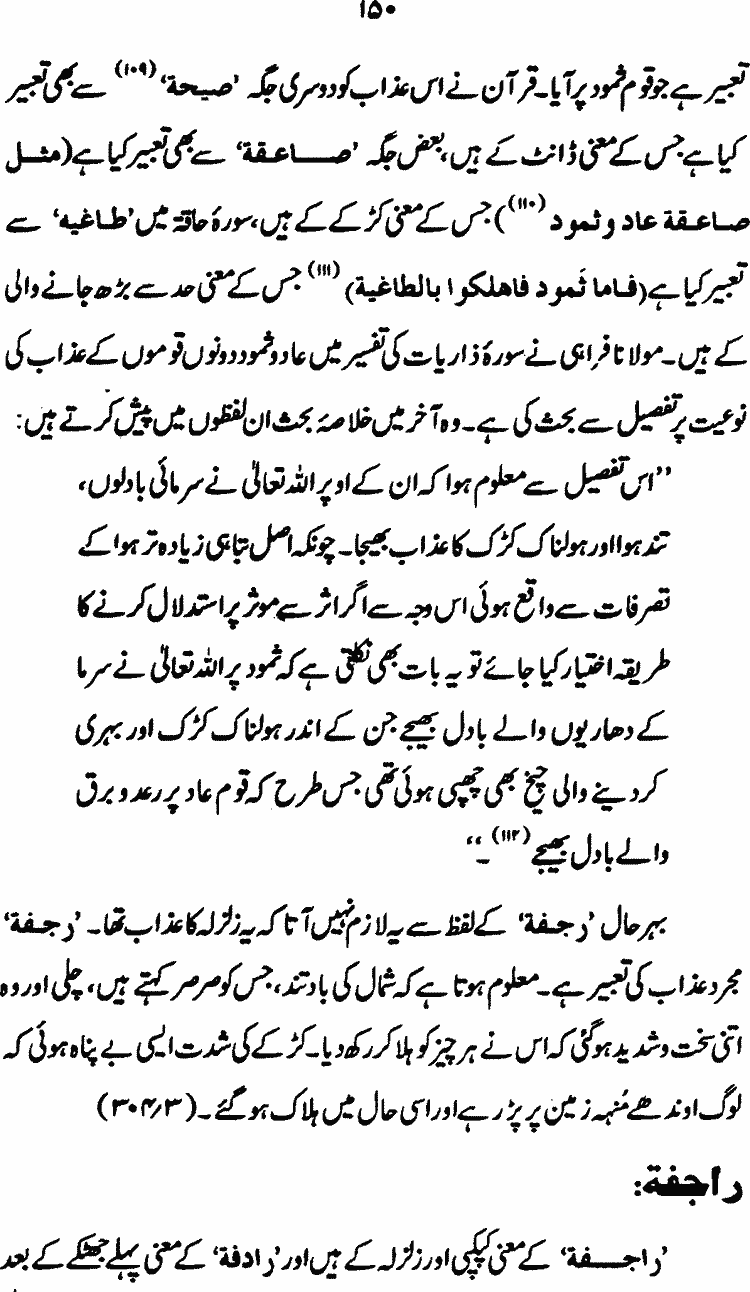 ۱۵۰
تعبیر ہے جو قوم ثمود پر آیا۔ قرآن نے اس عذاب کو دوسری جگہ ’صیحة‘ (۱۰۹) سے بھی تعبیر
کیا ہے جس کے معنی ڈانٹ کے ہیں، بعض جگہ ’صاعقة‘ سے بھی تعبیر کیا ہے (مثل
صاعقة عاد و ثمود (۱۱۰)) جس کے معنی کڑکے کے ہیں، سورۂ حاقہ میں ’طاغیه‘ سے
تعبیر کیا ہے (فاما ثَمود فاهلكوا بالطاغية) (۱۱۱) جس کے معنی حد سے بڑھ جانے والی
کے ہیں۔ مولانا فراہی نے سورۂ ذاریات کی تفسیر میں عاد و ثمود دونوں قوموں کے عذاب کی
نوعیت پر تفصیل سے بحث کی ہے۔ وہ آخر میں خلاصۂ بحث ان لفظوں میں پیش کرتے ہیں:
’’اس تفصیل سے معلوم ہوا کہ ان کے اوپر اللہ تعالیٰ نے سرمائی بادلوں،
تند ہوا اور ہولناک کڑک کا عذاب بھیجا۔ چونکہ اصل تباہی زیادہ تر ہوا کے
تصرفات سے واقع ہوئی اس وجہ سے اگر اثر سے موثر پر استدلال کرنے کا
طریقہ اختیار کیا جائے تو یہ بات بھی نکلتی ہے کہ ثمود پر اللہ تعالیٰ نے سرما
کے دھاریوں والے بادل بھیجے جن کے اندر ہولناک کڑک اور بہری
کر دینے والی چیخ بھی چھپی ہوئی تھی جس طرح کہ قوم عاد پر رعد و برق
والے بادل بھیجے (۱۱۲)۔‘‘
بہر حال ’رجفة‘ کے لفظ سے یہ لازم نہیں آتا کہ یہ زلزلہ کا عذاب تھا۔ ’رجفة‘
مجرد عذاب کی تعبیر ہے۔ معلوم ہوتا ہے کہ شمال کی باد تند، جس کو صرصر کہتے ہیں، چلی اور وہ
اتنی سخت و شدید ہوگئی کہ اس نے ہر چیز کو ہلا کر رکھ دیا۔ کڑکے کی شدت ایسی بے پناہ ہوئی کہ
لوگ اوندھے مُنہہ زمین پر پڑ رہے اور اسی حال میں ہلاک ہو گئے۔ (۳۰۴/۳)
راجفة:
’راجفة‘ کے معنی کپکپی اور زلزلہ کے ہیں اور ’رادفة‘ کے معنی پہلے جھٹکے کے بعد